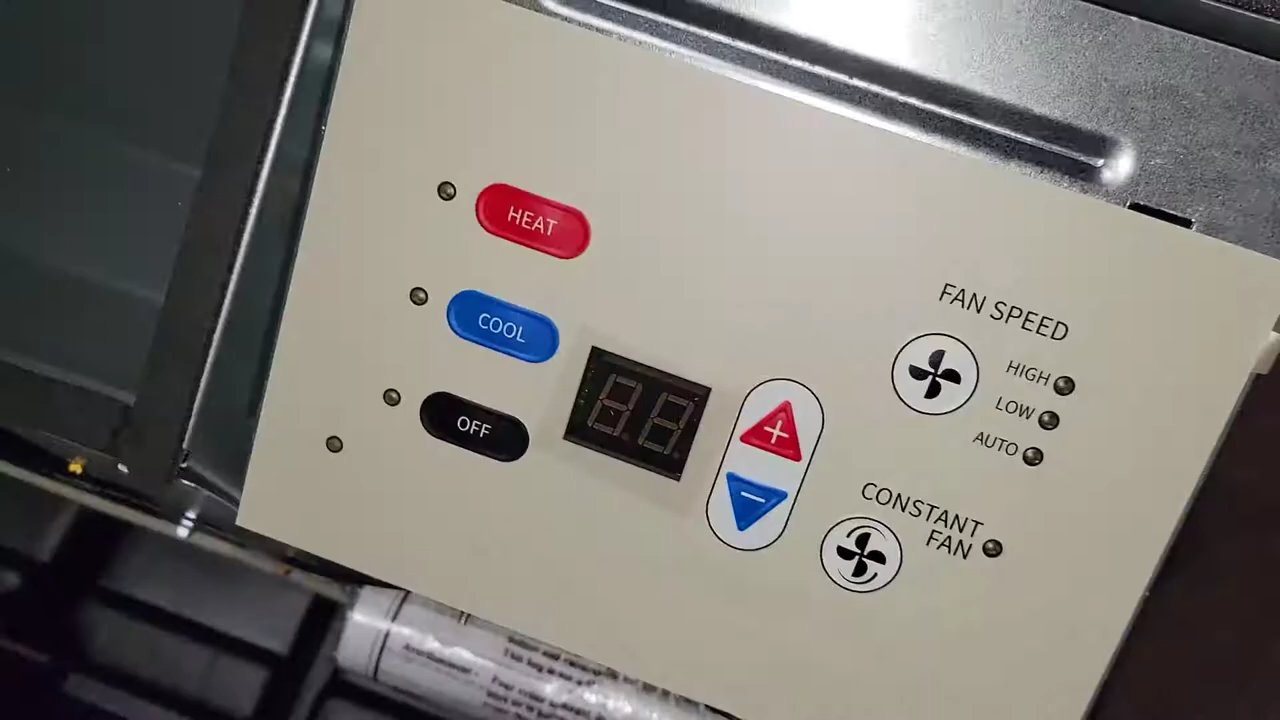 HEAT
COOL
OFF
+
−
FAN SPEED
HIGH
LOW
AUTO
CONSTANT
FAN